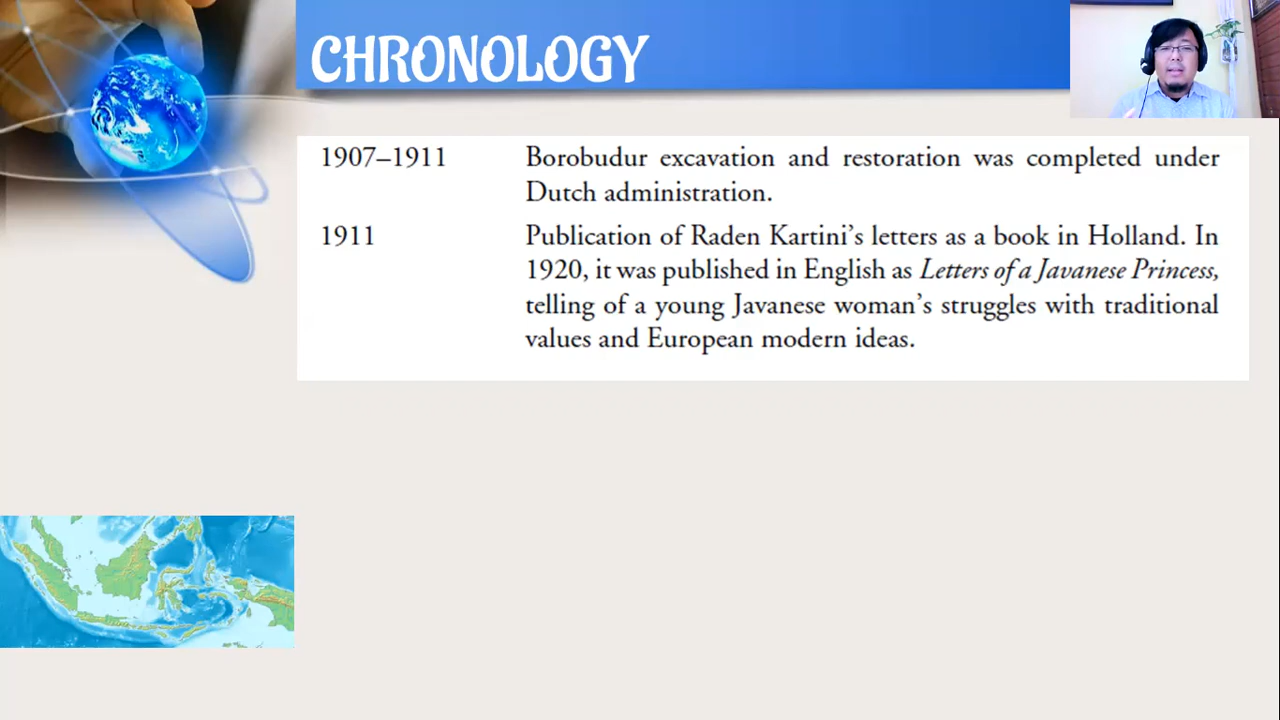 CHRONOLOGY
1907–1911 Borobudur excavation and restoration was completed under
Dutch administration.
1911 Publication of Raden Kartini’s letters as a book in Holland. In
1920, it was published in English as Letters of a Javanese Princess,
telling of a young Javanese woman’s struggles with traditional
values and European modern ideas.